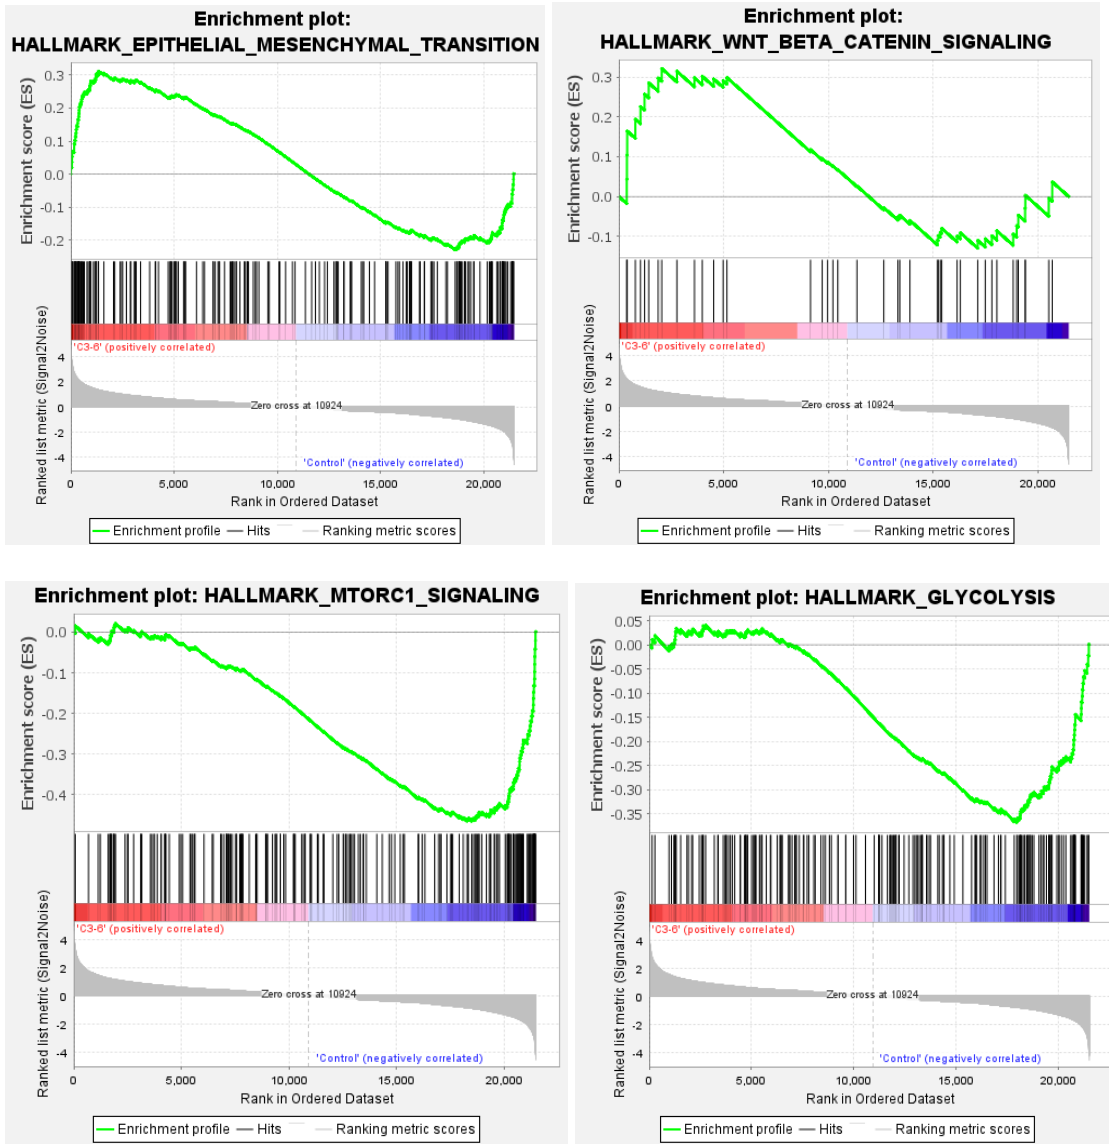 Enrichment plot:
HALLMARK_EPITHELIAL_MESENCHYMAL_TRANSITION
Enrichment score (ES)
0.3
0.2
0.1
0.0
-0.1
-0.2
'C3-6' (positively correlated)
Ranked list metric (Signal2Noise)
4
2
0
-2
-4
Zero cross at 10924
'Control' (negatively correlated)
0 5,000 10,000 15,000 20,000
Rank in Ordered Dataset
Enrichment profile Hits Ranking metric scores
Enrichment plot:
HALLMARK_WNT_BETA_CATENIN_SIGNALING
Enrichment score (ES)
0.3
0.2
0.1
0.0
-0.1
'C3-6' (positively correlated)
Ranked list metric (Signal2Noise)
4
2
0
-2
-4
Zero cross at 10924
'Control' (negatively correlated)
0 5,000 10,000 15,000 20,000
Rank in Ordered Dataset
Enrichment profile Hits Ranking metric scores
Enrichment plot: HALLMARK_MTORC1_SIGNALING
Enrichment score (ES)
0.0
-0.1
-0.2
-0.3
-0.4
'C3-6' (positively correlated)
Ranked list metric (Signal2Noise)
4
2
0
-2
-4
Zero cross at 10924
'Control' (negatively correlated)
0 5,000 10,000 15,000 20,000
Rank in Ordered Dataset
Enrichment profile Hits Ranking metric scores
Enrichment plot: HALLMARK_GLYCOLYSIS
Enrichment score (ES)
0.05
0.00
-0.05
-0.10
-0.15
-0.20
-0.25
-0.30
-0.35
'C3-6' (positively correlated)
Ranked list metric (Signal2Noise)
4
2
0
-2
-4
Zero cross at 10924
'Control' (negatively correlated)
0 5,000 10,000 15,000 20,000
Rank in Ordered Dataset
Enrichment profile Hits Ranking metric scores